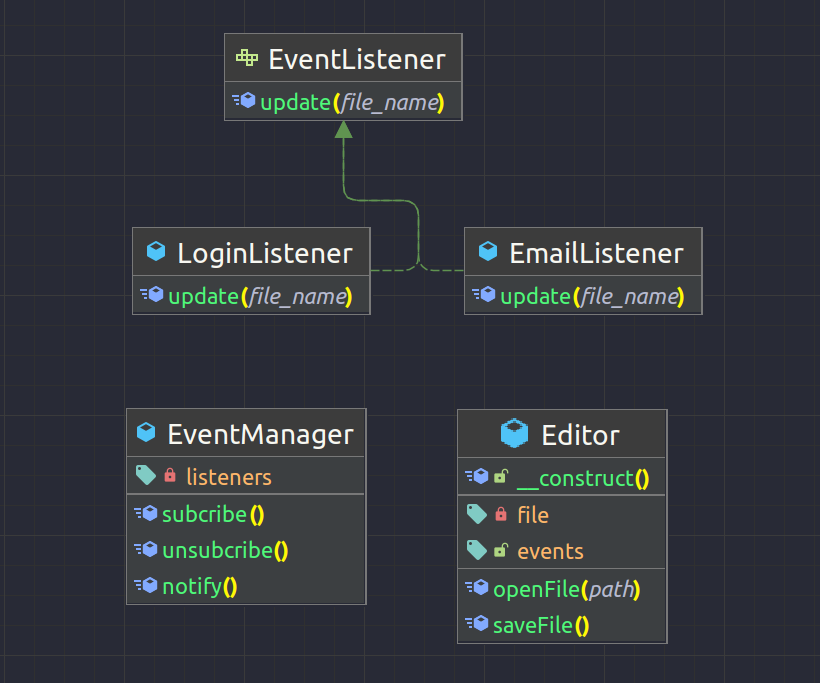 EventListener
update(file_name)
LoginListener
update(file_name)
EmailListener
update(file_name)
EventManager
listeners
subcribe()
unsubcribe()
notify()
Editor
__construct()
file
events
openFile(path)
saveFile()